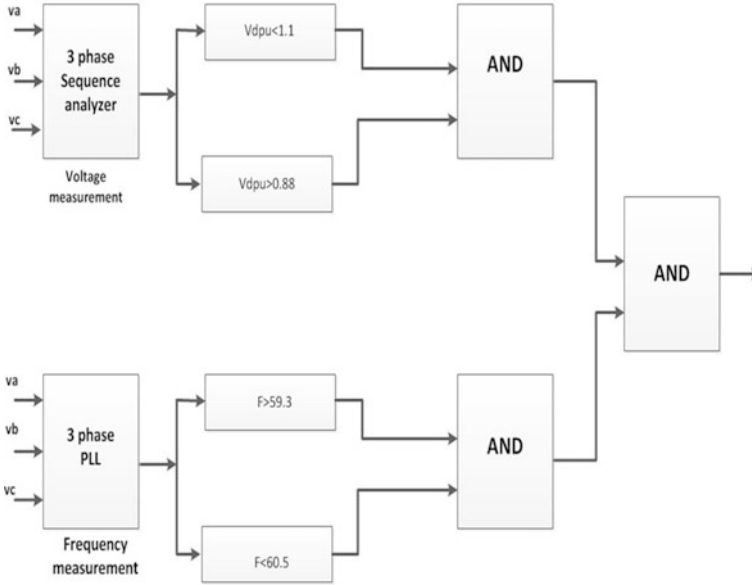 va
vb
vc
3 phase
Sequence
analyzer
Voltage
measurement
Vdpu<1.1
Vdpu>0.88
AND
AND
va
vb
vc
3 phase
PLL
Frequency
measurement
F>59.3
F<60.5
AND